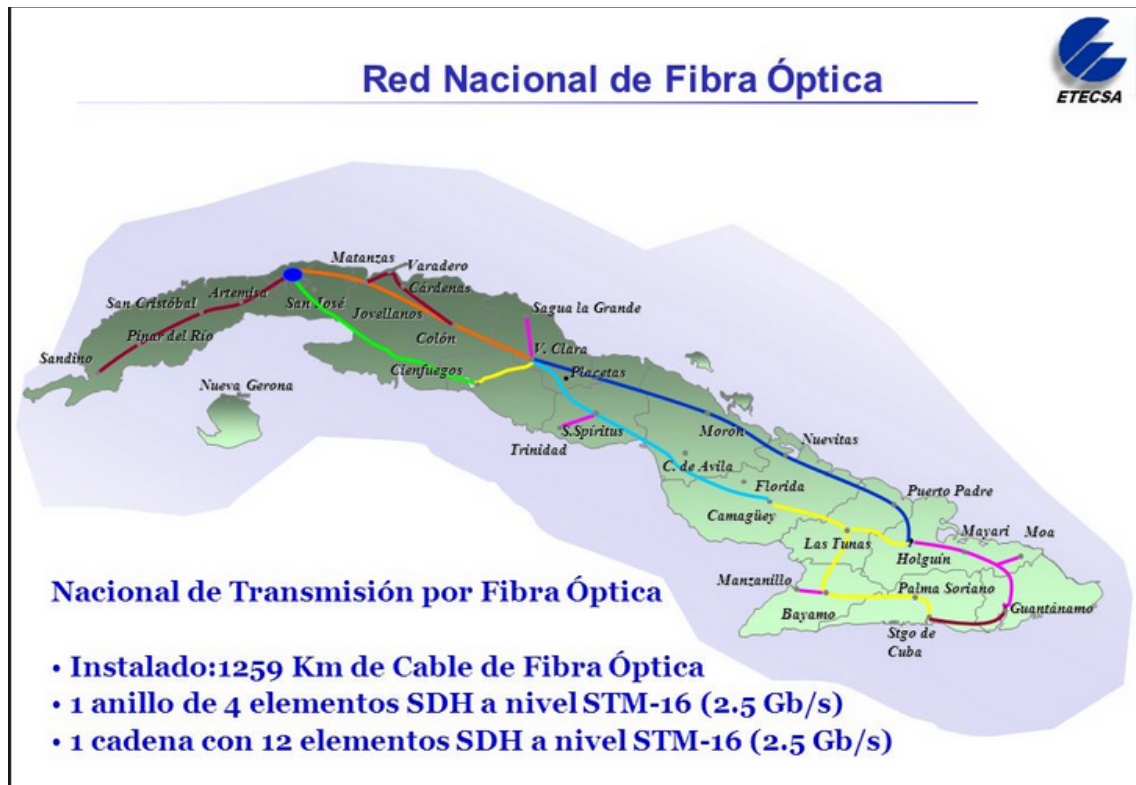 Red Nacional de Fibra Óptica
ETECSA
Matanzas
Varadero
Cárdenas
San Cristóbal
Artemisa
San José
Jovellanos
Sagua la Grande
Pinar del Río
Colón
V. Clara
Sandino
Cienfuegos
Placetas
Nueva Gerona
Trinidad
S.Spíritus
Morón
Nuevitas
C. de Avila
Florida
Puerto Padre
Camagüey
Las Tunas
Mayarí
Moa
Holguín
Manzanillo
Palma Soriano
Bayamo
Guantánamo
Stgo de
Cuba
Nacional de Transmisión por Fibra Óptica
• Instalado:1259 Km de Cable de Fibra Óptica
• 1 anillo de 4 elementos SDH a nivel STM-16 (2.5 Gb/s)
• 1 cadena con 12 elementos SDH a nivel STM-16 (2.5 Gb/s)